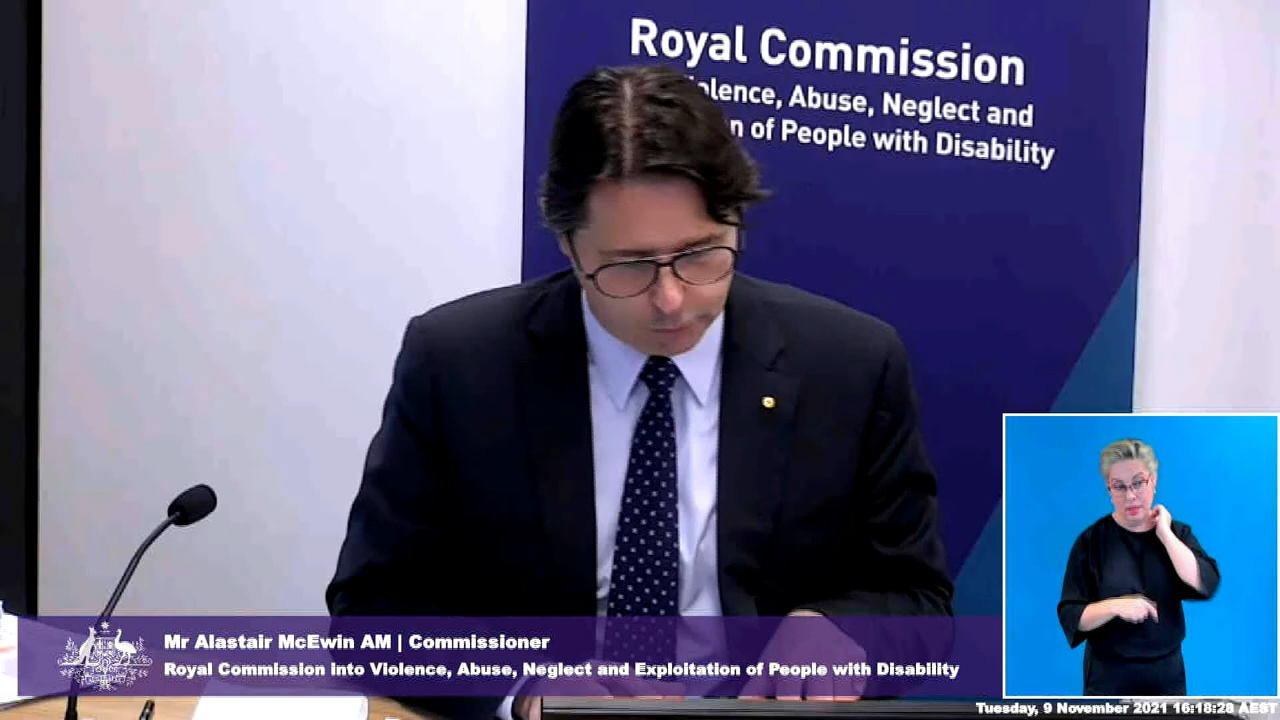 Royal Commission
lence, Abuse, Neglect and
n of People with Disability
Mr Alastair McEwin AM | Commissioner
Royal Commission into Violence, Abuse, Neglect and Exploitation of People with Disability
Tuesday, 9 November 2021 16:18:28 AEST